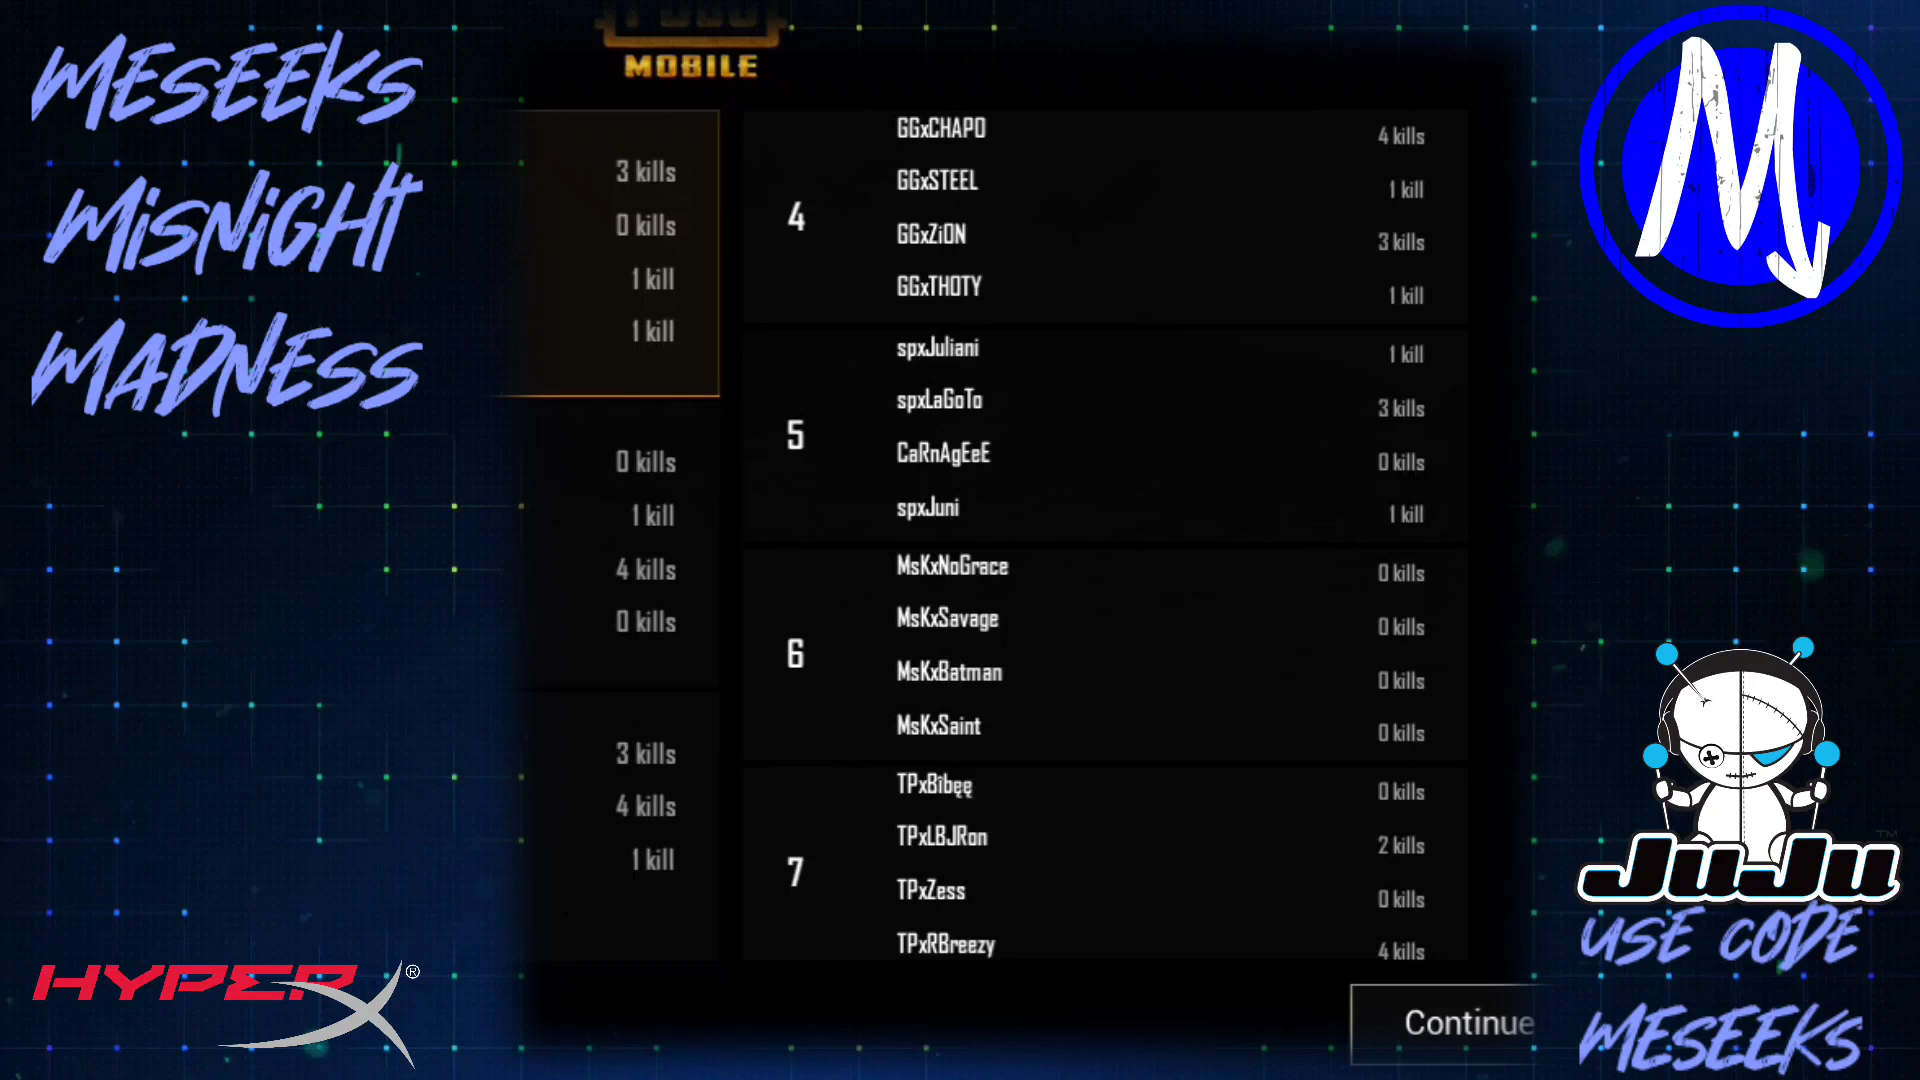 MESEEKS
MiSNiGHT
MADNESS
MOBILE
3 kills
0 kills
1 kill
1 kill
0 kills
1 kill
4 kills
0 kills
3 kills
4 kills
1 kill
4
GGxCHAPO 4 kills
GGxSTEEL 1 kill
GGxZiON 3 kills
GGxTHOTY 1 kill
5
spxJuliani 1 kill
spxLaGoTo 3 kills
CaRnAgEeE 0 kills
spxJuni 1 kill
6
MsKxNoGrace 0 kills
MsKxSavage 0 kills
MsKxBatman 0 kills
MsKxSaint 0 kills
7
TPxBîbęę 0 kills
TPxLBJRon 2 kills
TPxZess 0 kills
TPxRBreezy 4 kills
Continue
HYPERX®
M
JuJu™
USE CODE
MESEEKS